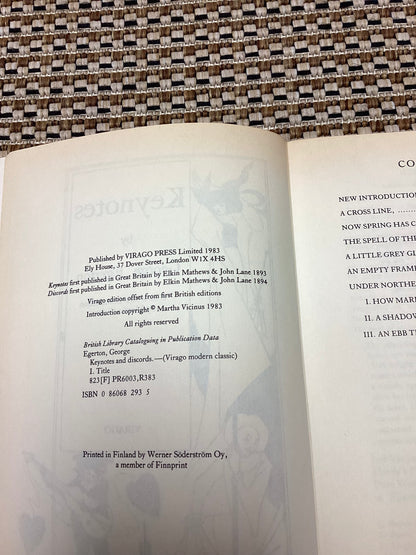 Published by VIRAGO PRESS Limited 1983
Ely House, 37 Dover Street, London W1X 4HS
Keynotes first published in Great Britain by Elkin Mathews & John Lane 1893
Discords first published in Great Britain by Elkin Mathews & John Lane 1894
Virago edition offset from first British editions
Introduction copyright © Martha Vicinus 1983
All rights reserved
British Library Cataloguing in Publication Data
Egerton, George
Keynotes and discords.—(Virago modern classic)
I. Title
823[F] PR6003,R383
ISBN 0 86068 293 5
Printed in Finland by Werner Söderström Oy,
a member of Finnprint
CO
NEW INTRODUCTION
A CROSS LINE, ......
NOW SPRING HAS C
THE SPELL OF THE
A LITTLE GREY GL
AN EMPTY FRAM
UNDER NORTHE
I. HOW MAR
II. A SHADOW
III. AN EBB T
Keynotes
by
VIRAGO